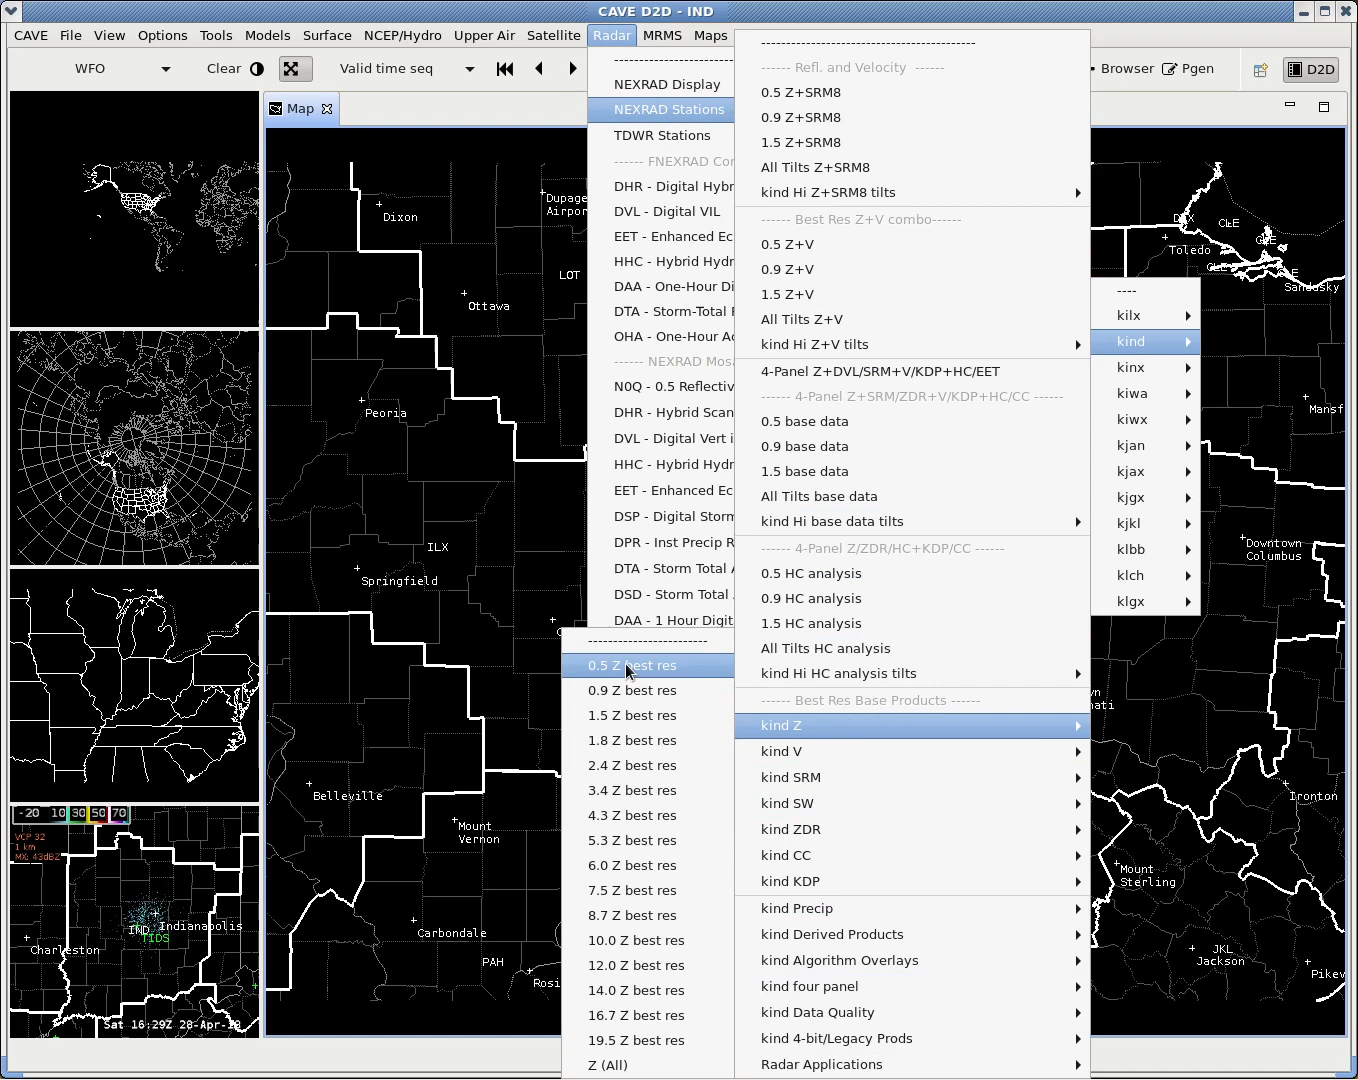 CAVE D2D - IND
CAVE File View Options Tools Models Surface NCEP/Hydro Upper Air Satellite Radar MRMS Maps
WFO Clear Valid time seq Browser Pgen D2D
Map
NEXRAD Display
NEXRAD Stations
TDWR Stations
------ FNEXRAD Co
DHR - Digital Hybr
DVL - Digital VIL
EET - Enhanced Ec
HHC - Hybrid Hydr
DAA - One-Hour Di
DTA - Storm-Total
OHA - One-Hour A
------ NEXRAD Mos
N0Q - 0.5 Reflectiv
DHR - Hybrid Scan
DVL - Digital Vert i
HHC - Hybrid Hydr
EET - Enhanced Ec
DSP - Digital Storm
DPR - Inst Precip R
DTA - Storm Total
DSD - Storm Total
DAA - 1 Hour Digit
-------------------------------------------
------ Refl. and Velocity ------
0.5 Z+SRM8
0.9 Z+SRM8
1.5 Z+SRM8
All Tilts Z+SRM8
kind Hi Z+SRM8 tilts
------ Best Res Z+V combo------
0.5 Z+V
0.9 Z+V
1.5 Z+V
All Tilts Z+V
kind Hi Z+V tilts
4-Panel Z+DVL/SRM+V/KDP+HC/EET
------ 4-Panel Z+SRM/ZDR+V/KDP+HC/CC ------
0.5 base data
0.9 base data
1.5 base data
All Tilts base data
kind Hi base data tilts
------ 4-Panel Z/ZDR/HC+KDP/CC ------
0.5 HC analysis
0.9 HC analysis
1.5 HC analysis
All Tilts HC analysis
kind Hi HC analysis tilts
------ Best Res Base Products ------
kind Z
kind V
kind SRM
kind SW
kind ZDR
kind CC
kind KDP
kind Precip
kind Derived Products
kind Algorithm Overlays
kind four panel
kind Data Quality
kind 4-bit/Legacy Prods
Radar Applications
------------------------
0.5 Z best res
0.9 Z best res
1.5 Z best res
1.8 Z best res
2.4 Z best res
3.4 Z best res
4.3 Z best res
5.3 Z best res
6.0 Z best res
7.5 Z best res
8.7 Z best res
10.0 Z best res
12.0 Z best res
14.0 Z best res
16.7 Z best res
19.5 Z best res
Z (All)
----
kilx
kind
kinx
kiwa
kiwx
kjan
kjax
kjgx
kjkl
klbb
klch
klgx
Dixon
Dupage
Airpor
LOT
Ottawa
Peoria
ILX
Springfield
Belleville
Mount
Vernon
Carbondale
PAH
Rosi
CLE
Toledo
Sandusky
Mansf
Downtown
Columbus
Ironton
Mount
Sterling
JKL
Jackson
Pikev
-20 10 30 50 70
VCP 32
1 km
MX: 43dBZ
Indianapolis
IND
TIDS
Charleston
Sat 16:29Z 28-Apr-18